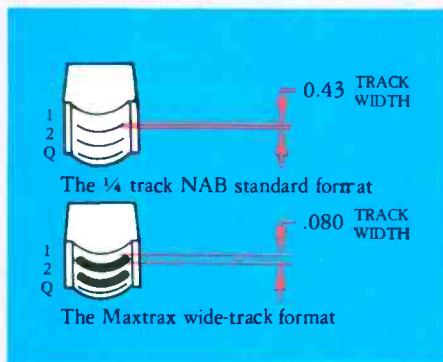 0.43 TRACK
WIDTH
1
2
Q
The ¼ track NAB standard format
.080 TRACK
WIDTH
1
2
Q
The Maxtrax wide-track format